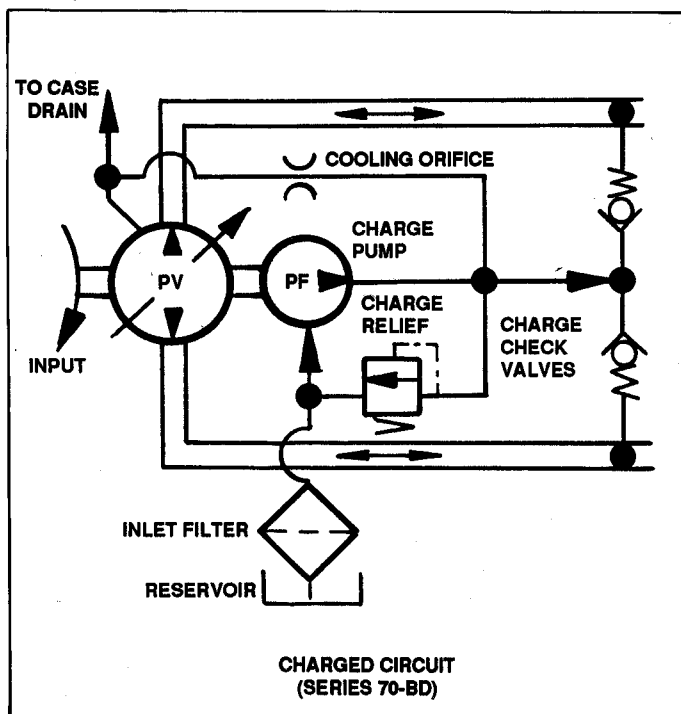 TO CASE
DRAIN
COOLING ORIFICE
CHARGE
PUMP
PV
PF
CHARGE
RELIEF
CHARGE
CHECK
VALVES
INPUT
INLET FILTER
RESERVOIR
CHARGED CIRCUIT
(SERIES 70-BD)